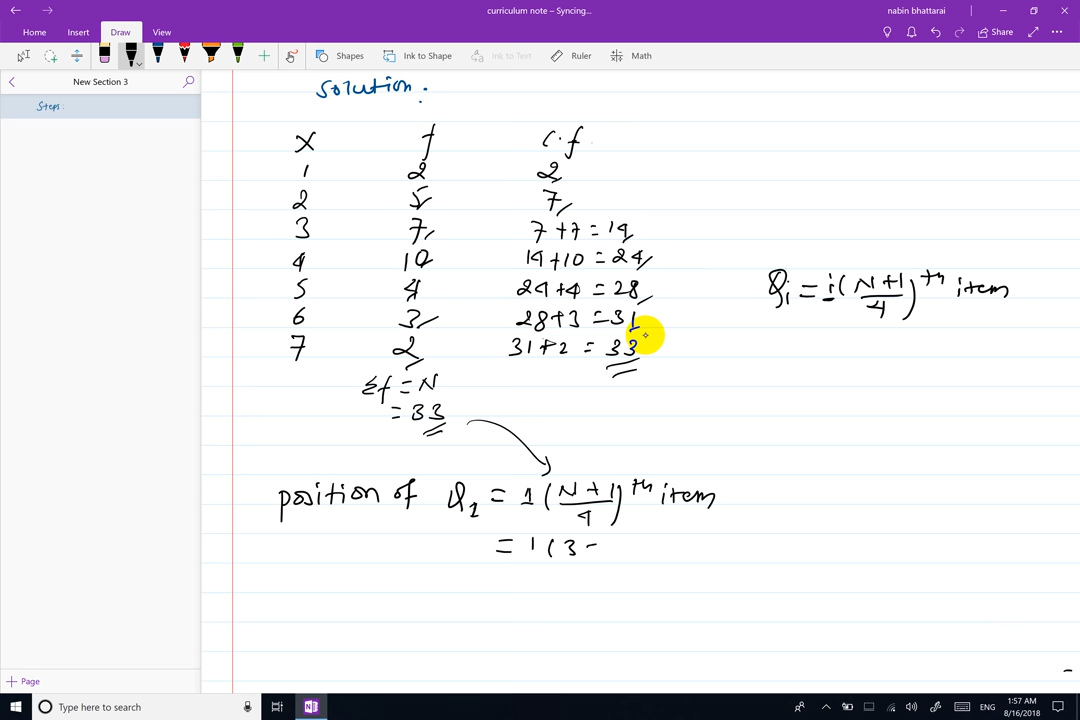 curriculum note – Syncing...
nabin bhattarai
Home Insert Draw View
Share
Shapes Ink to Shape Ink to Text Ruler Math
New Section 3
Steps:
Solution:
X f c.f
1 2 2
2 5 7
3 7 7+7=14
4 10 14+10=24
5 4 24+4=28
6 3 28+3=31
7 2 31+2=33
Σf=N
=33
Qi=i(N+1/4)th item
position of Q1=1(N+1/4)th item
=1(3-
Page
Type here to search
ENG
1:57 AM
8/16/2018